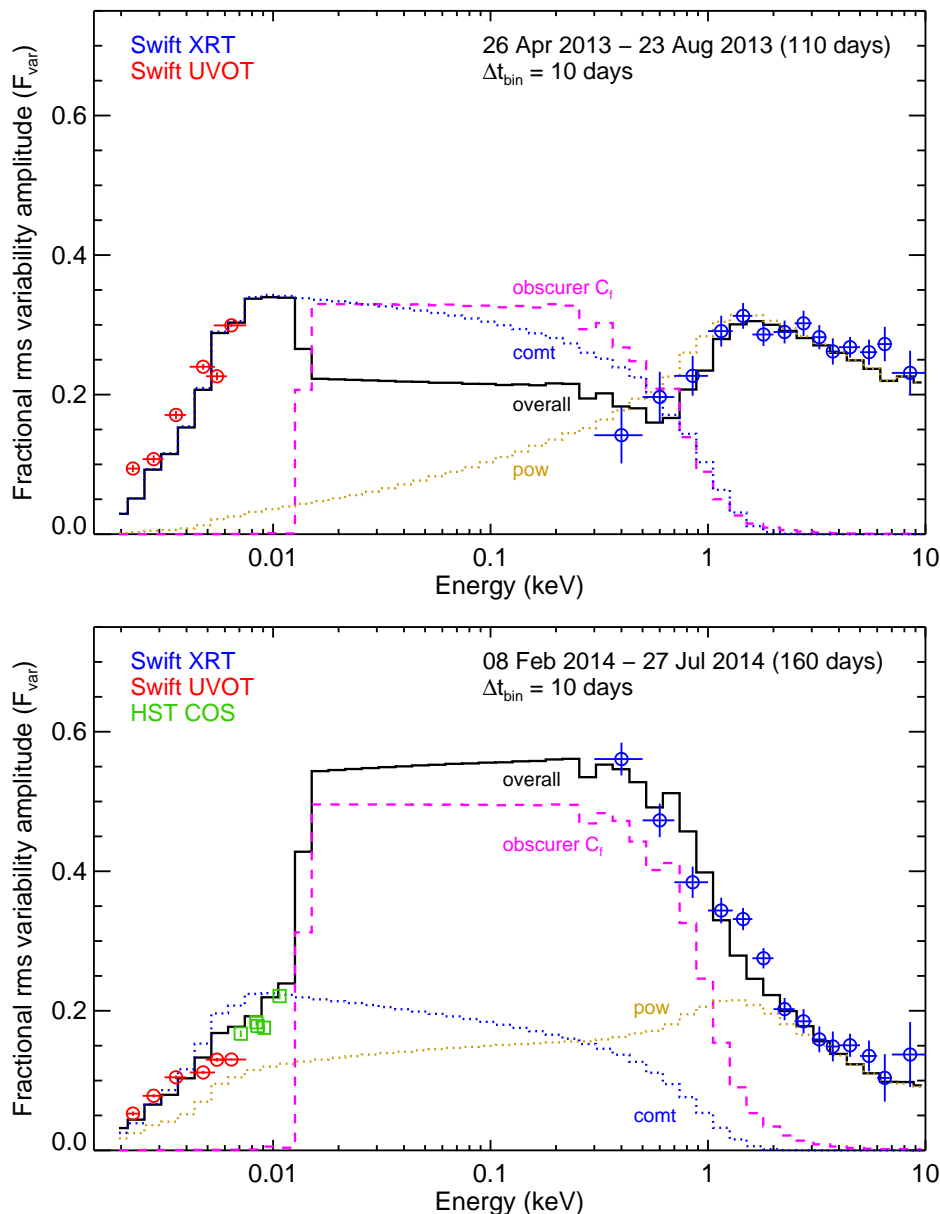 Swift XRT
Swift UVOT
26 Apr 2013 − 23 Aug 2013 (110 days)
Δt_bin = 10 days
Fractional rms variability amplitude (F_var)
0.6
0.4
0.2
0.0
obscurer C_f
comt
overall
pow
0.01
0.1
1
10
Energy (keV)
Swift XRT
Swift UVOT
HST COS
08 Feb 2014 − 27 Jul 2014 (160 days)
Δt_bin = 10 days
Fractional rms variability amplitude (F_var)
0.6
0.4
0.2
0.0
overall
obscurer C_f
pow
comt
0.01
0.1
1
10
Energy (keV)